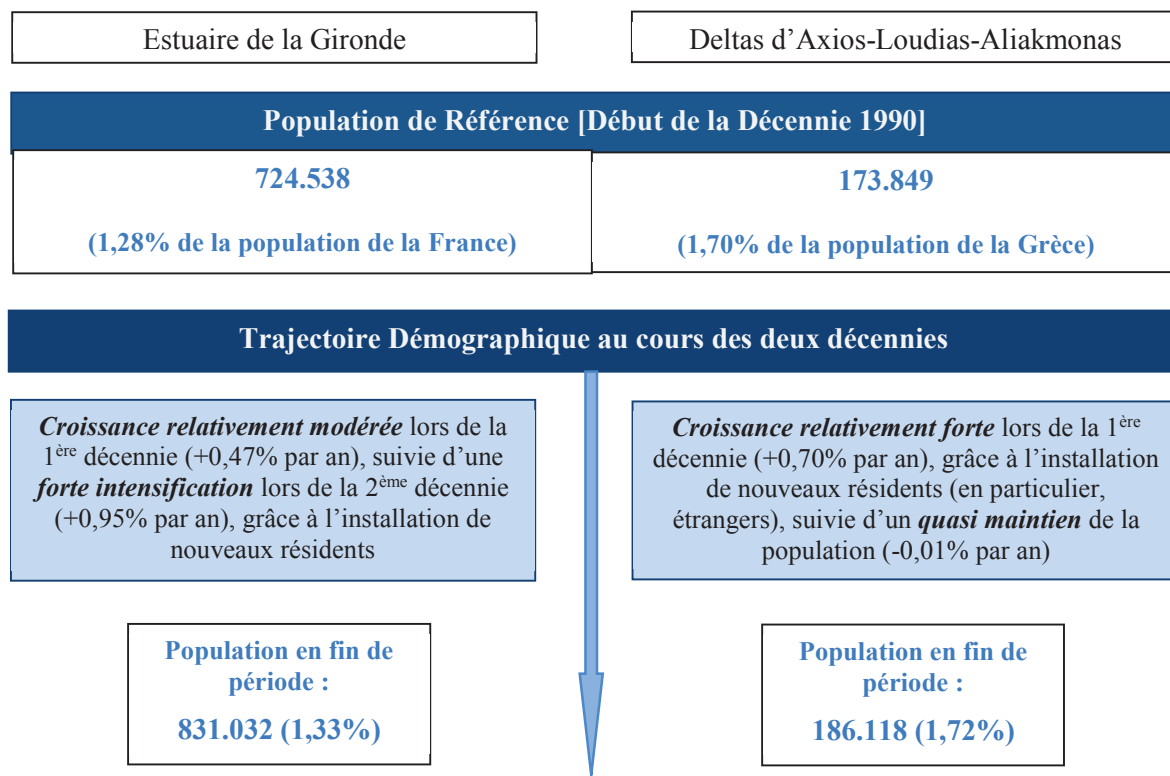 Estuaire de la Gironde
Deltas d’Axios-Loudias-Aliakmonas
Population de Référence [Début de la Décennie 1990]
724.538
(1,28% de la population de la France)
173.849
(1,70% de la population de la Grèce)
Trajectoire Démographique au cours des deux décennies
Croissance relativement modérée lors de la
1ère décennie (+0,47% par an), suivie d’une
forte intensification lors de la 2ème décennie
(+0,95% par an), grâce à l’installation de
nouveaux résidents
Croissance relativement forte lors de la 1ère
décennie (+0,70% par an), grâce à l’installation
de nouveaux résidents (en particulier,
étrangers), suivie d’un quasi maintien de la
population (-0,01% par an)
Population en fin de
période :
831.032 (1,33%)
Population en fin de
période :
186.118 (1,72%)